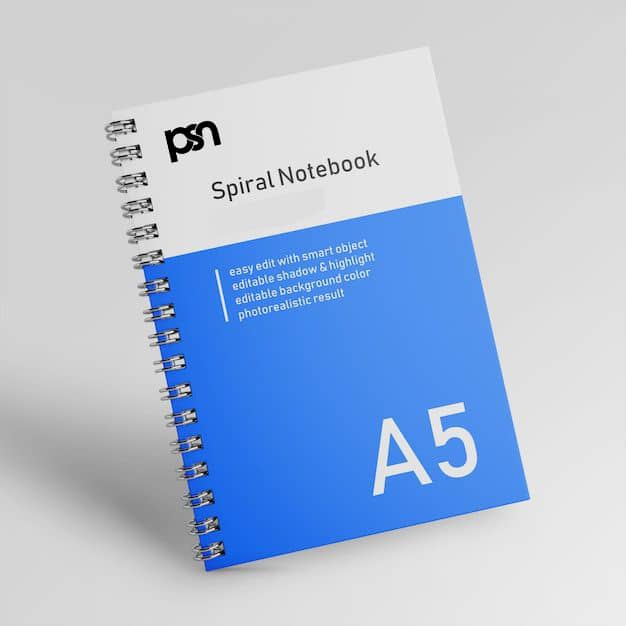 psn
Spiral Notebook
easy edit with smart object
editable shadow & highlight
editable background color
photorealistic result
A5